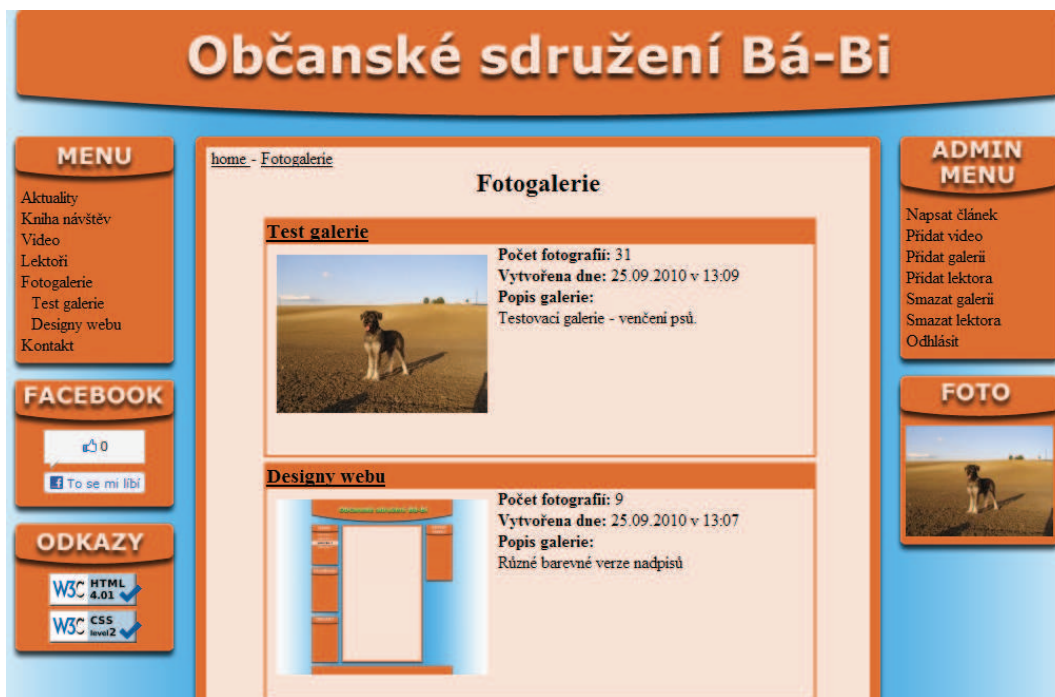 Občanské sdružení Bá-Bi
MENU
Aktuality
Kniha návštěv
Video
Lektoři
Fotogalerie
Test galerie
Designy webu
Kontakt
FACEBOOK
0
To se mi líbí
ODKAZY
W3C HTML 4.01
W3C CSS level2
home - Fotogalerie
Fotogalerie
Test galerie
Počet fotografií: 31
Vytvořena dne: 25.09.2010 v 13:09
Popis galerie:
Testovací galerie - venčení psů.
Designy webu
Občanské sdružení Bá-Bi
Počet fotografií: 9
Vytvořena dne: 25.09.2010 v 13:07
Popis galerie:
Různé barevné verze nadpisů
ADMIN
MENU
Napsat článek
Přidat video
Přidat galerii
Přidat lektora
Smazat galerii
Smazat lektora
Odhlásit
FOTO